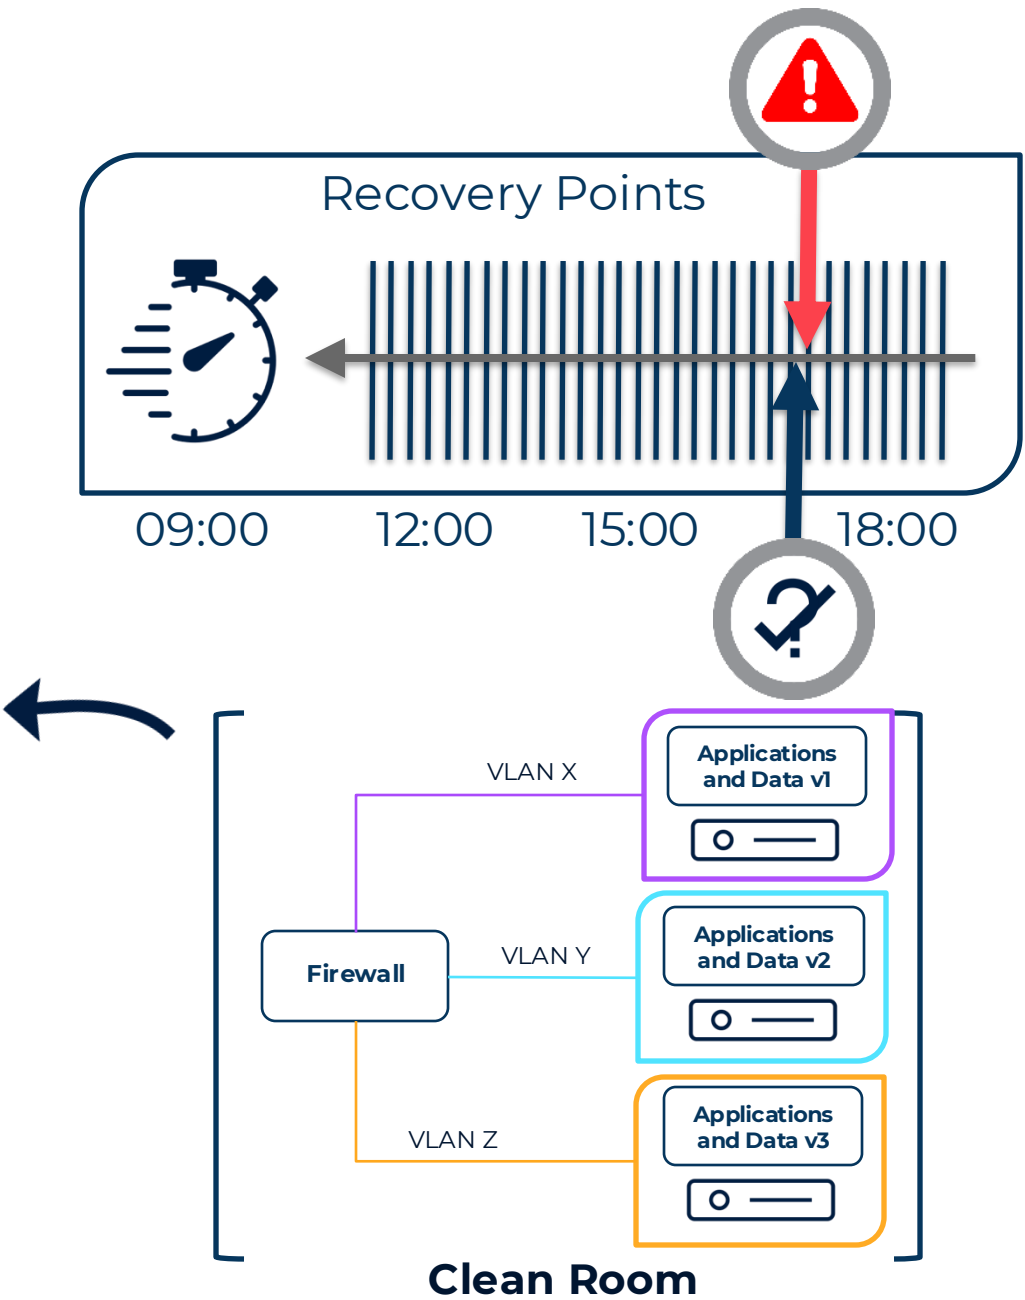 Recovery Points
09:00 12:00 15:00 18:00
VLAN X
Applications
and Data v1
Firewall
VLAN Y
Applications
and Data v2
VLAN Z
Applications
and Data v3
Clean Room